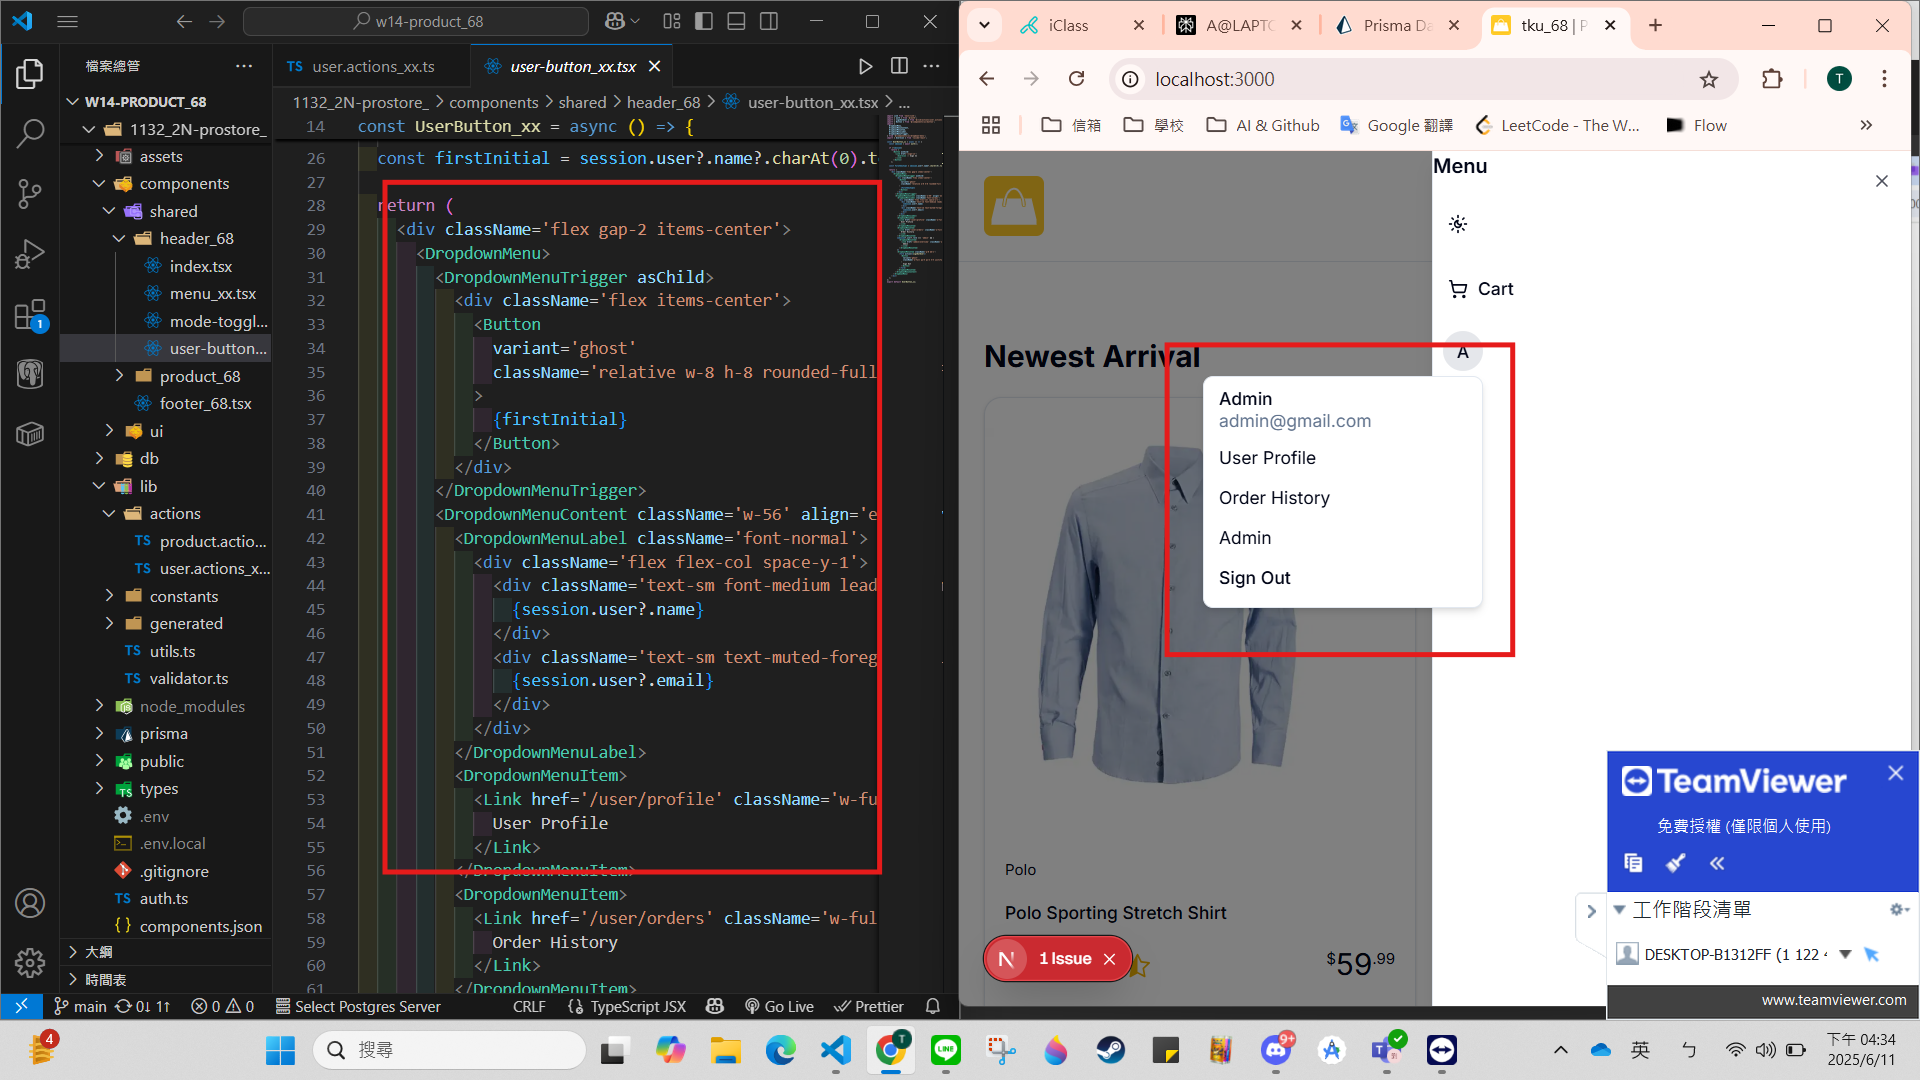 w14-product_68
檔案總管
W14-PRODUCT_68
1132_2N-prostore_
assets
components
shared
header_68
index.tsx
menu_xx.tsx
mode-toggl...
user-button...
product_68
footer_68.tsx
ui
db
lib
actions
product.actio...
user.actions_x...
constants
generated
utils.ts
validator.ts
node_modules
prisma
public
types
.env
.env.local
.gitignore
auth.ts
components.json
大綱
時間表
TS user.actions_xx.ts
user-button_xx.tsx
1132_2N-prostore_ > components > shared > header_68 > user-button_xx.tsx > ...
14 const UserButton_xx = async () => {
26 const firstInitial = session.user?.name?.charAt(0).t
27
28 return (
29 <div className='flex gap-2 items-center'>
30 <DropdownMenu>
31 <DropdownMenuTrigger asChild>
32 <div className='flex items-center'>
33 <Button
34 variant='ghost'
35 className='relative w-8 h-8 rounded-full
36 >
37 {firstInitial}
38 </Button>
39 </div>
40 </DropdownMenuTrigger>
41 <DropdownMenuContent className='w-56' align='e
42 <DropdownMenuLabel className='font-normal'>
43 <div className='flex flex-col space-y-1'>
44 <div className='text-sm font-medium lead
45 {session.user?.name}
46 </div>
47 <div className='text-sm text-muted-foreg
48 {session.user?.email}
49 </div>
50 </div>
51 </DropdownMenuLabel>
52 <DropdownMenuItem>
53 <Link href='/user/profile' className='w-fu
54 User Profile
55 </Link>
56 </DropdownMenuItem>
57 <DropdownMenuItem>
58 <Link href='/user/orders' className='w-ful
59 Order History
60 </Link>
61 </DropdownMenuItem>
1
main 0↓ 1↑ 0 0 Select Postgres Server CRLF TypeScript JSX Go Live Prettier
iClass
A@LAPTO
Prisma Da
tku_68 | P
localhost:3000
T
信箱 學校 AI & Github Google 翻譯 LeetCode - The W... Flow
Menu
Cart
A
Newest Arrival
Admin
admin@gmail.com
User Profile
Order History
Admin
Sign Out
Polo
Polo Sporting Stretch Shirt
N 1 Issue
$59.99
TeamViewer
免費授權 (僅限個人使用)
工作階段清單
DESKTOP-B1312FF (1 122
www.teamviewer.com
4
搜尋
T
LINE
9+
英
ㄅ
下午 04:34
2025/6/11